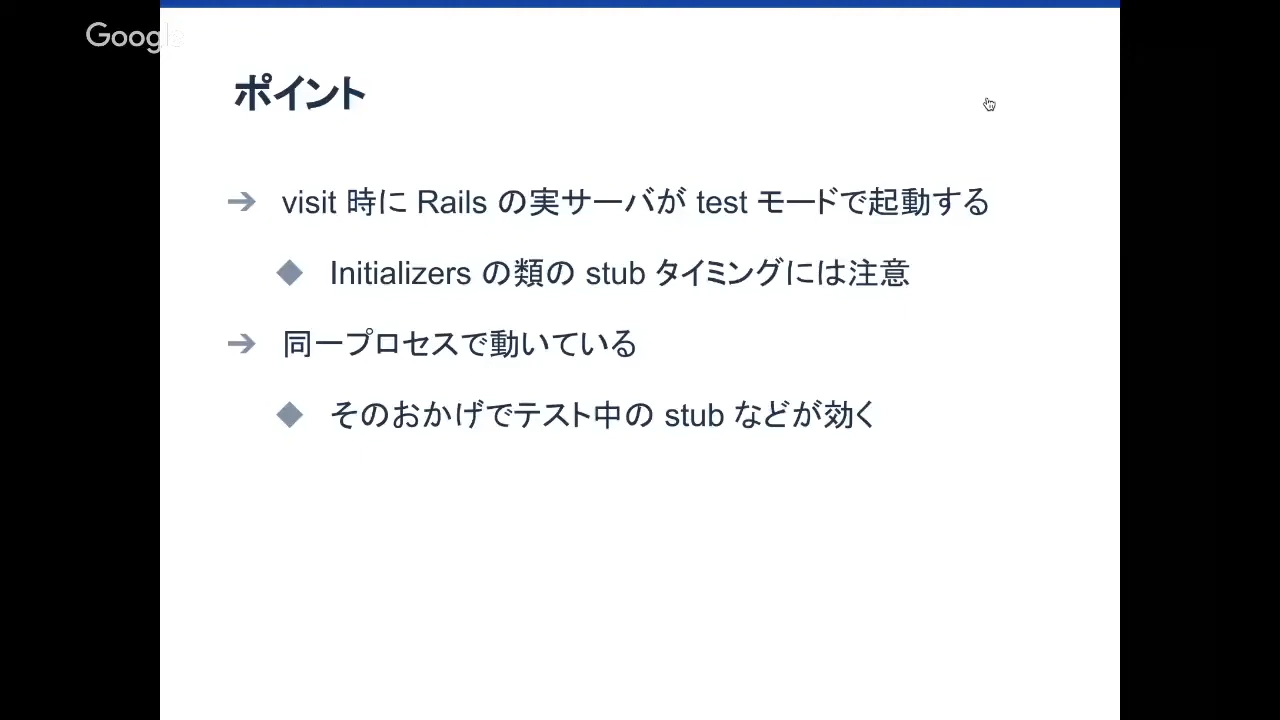 Google
ポイント
visit 時に Rails の実サーバが test モードで起動する
Initializers の類の stub タイミングには注意
同一プロセスで動いている
そのおかげでテスト中の stub などが効く